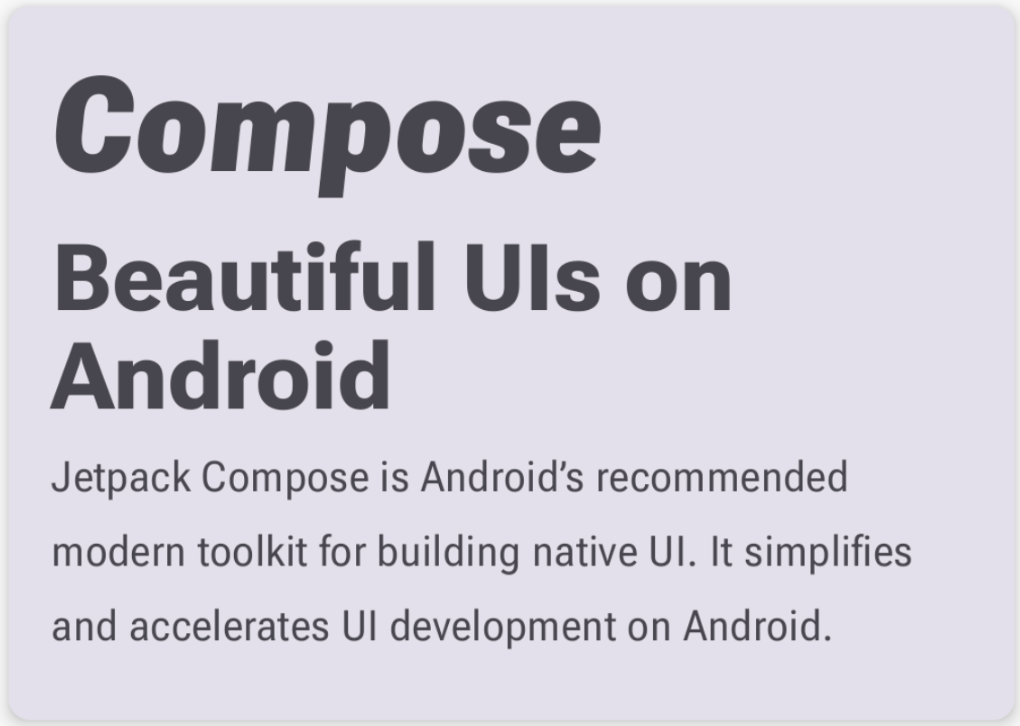 Compose
Beautiful UIs on
Android
Jetpack Compose is Android’s recommended
modern toolkit for building native UI. It simplifies
and accelerates UI development on Android.